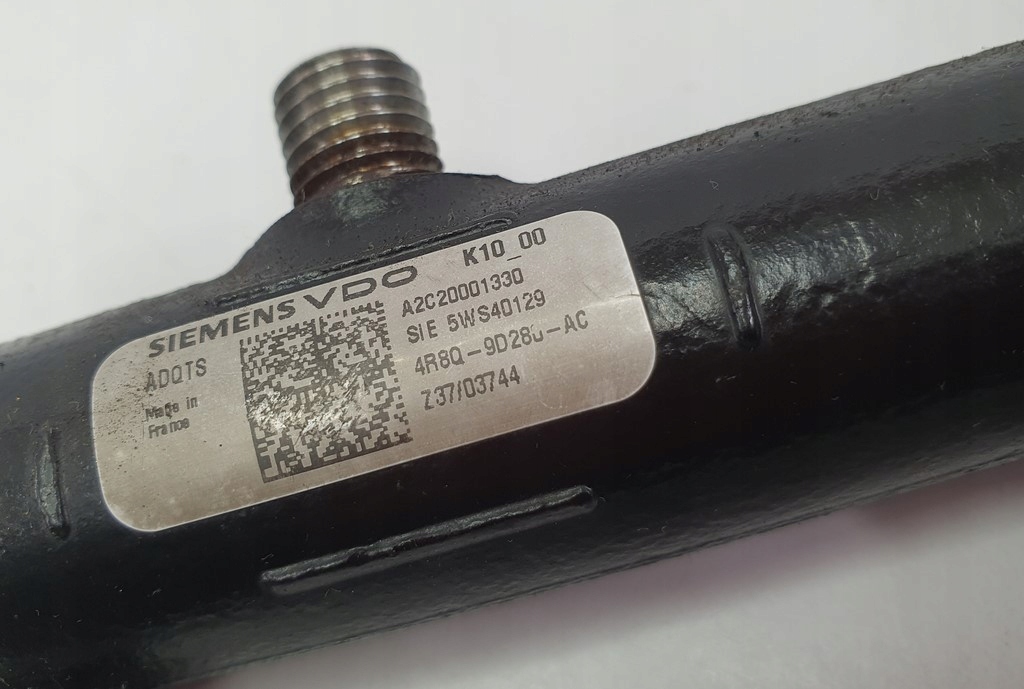 SIEMENS VDO K10_00
A2C20001330
SIE 5WS40129
4R8Q-9D280-AC
Z37/03744
ADQTS
Made in
France